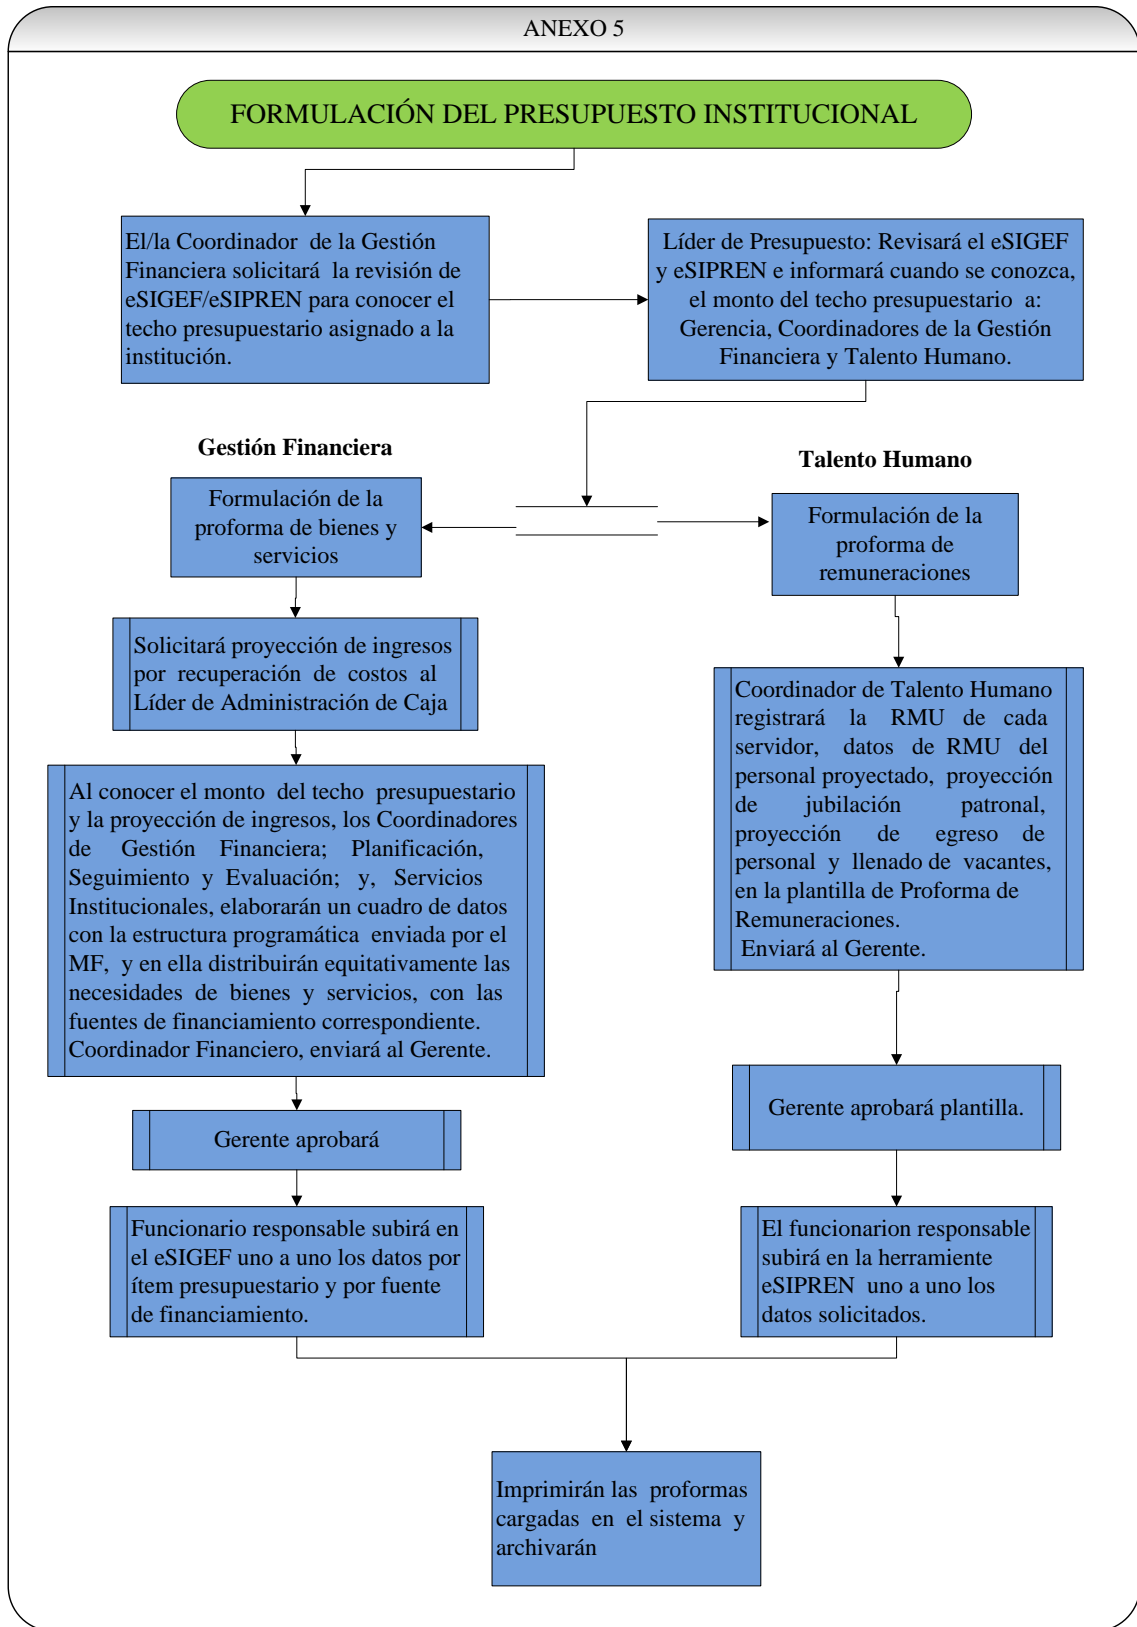 ANEXO 5
FORMULACIÓN DEL PRESUPUESTO INSTITUCIONAL
El/la Coordinador de la Gestión
Financiera solicitará la revisión de
eSIGEF/eSIPREN para conocer el
techo presupuestario asignado a la
institución.
Líder de Presupuesto: Revisará el eSIGEF
y eSIPREN e informará cuando se conozca,
el monto del techo presupuestario a:
Gerencia, Coordinadores de la Gestión
Financiera y Talento Humano.
Gestión Financiera
Talento Humano
Formulación de la
proforma de bienes y
servicios
Formulación de la
proforma de
remuneraciones
Solicitará proyección de ingresos
por recuperación de costos al
Líder de Administración de Caja
Coordinador de Talento Humano
registrará la RMU de cada
servidor, datos de RMU del
personal proyectado, proyección
de jubilación patronal,
proyección de egreso de
personal y llenado de vacantes,
en la plantilla de Proforma de
Remuneraciones.
Enviará al Gerente.
Al conocer el monto del techo presupuestario
y la proyección de ingresos, los Coordinadores
de Gestión Financiera; Planificación,
Seguimiento y Evaluación; y, Servicios
Institucionales, elaborarán un cuadro de datos
con la estructura programática enviada por el
MF, y en ella distribuirán equitativamente las
necesidades de bienes y servicios, con las
fuentes de financiamiento correspondiente.
Coordinador Financiero, enviará al Gerente.
Gerente aprobará
Gerente aprobará plantilla.
Funcionario responsable subirá en
el eSIGEF uno a uno los datos por
ítem presupuestario y por fuente
de financiamiento.
El funcionarion responsable
subirá en la herramiente
eSIPREN uno a uno los
datos solicitados.
Imprimirán las proformas
cargadas en el sistema y
archivarán